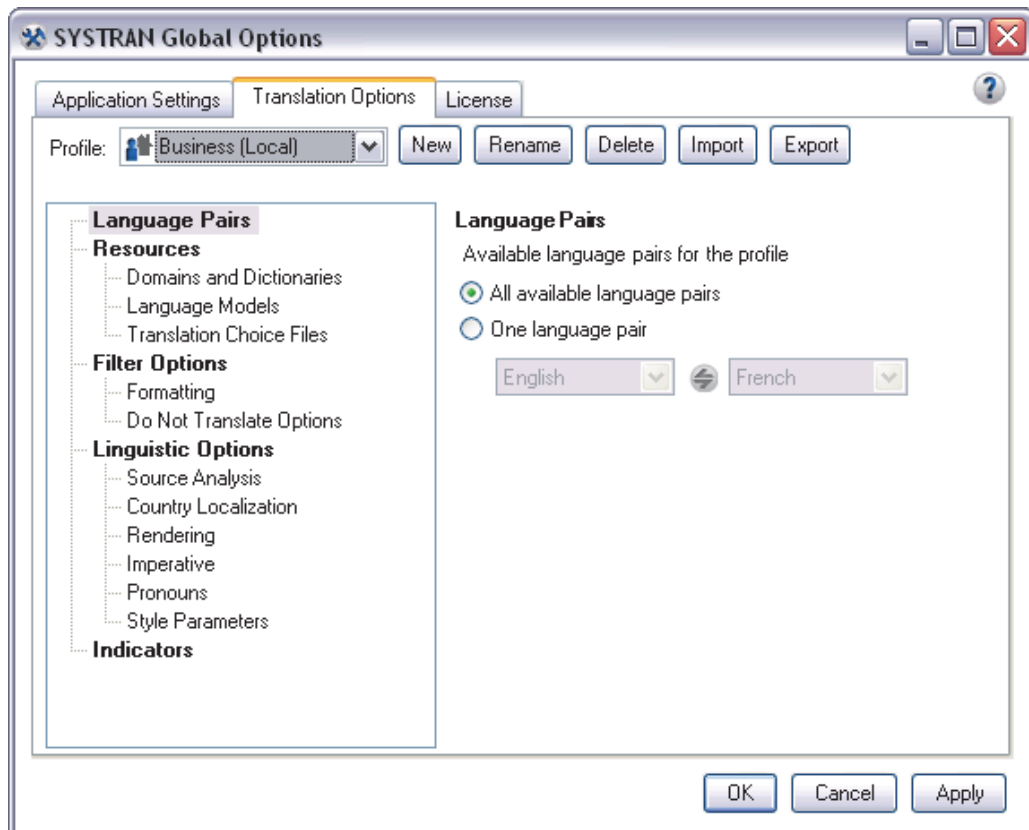 SYSTRAN Global Options
Application Settings
Translation Options
License
?
Profile:
Business (Local)
New
Rename
Delete
Import
Export
Language Pairs
Resources
Domains and Dictionaries
Language Models
Translation Choice Files
Filter Options
Formatting
Do Not Translate Options
Linguistic Options
Source Analysis
Country Localization
Rendering
Imperative
Pronouns
Style Parameters
Indicators
Language Pairs
Available language pairs for the profile
All available language pairs
One language pair
English
French
OK
Cancel
Apply